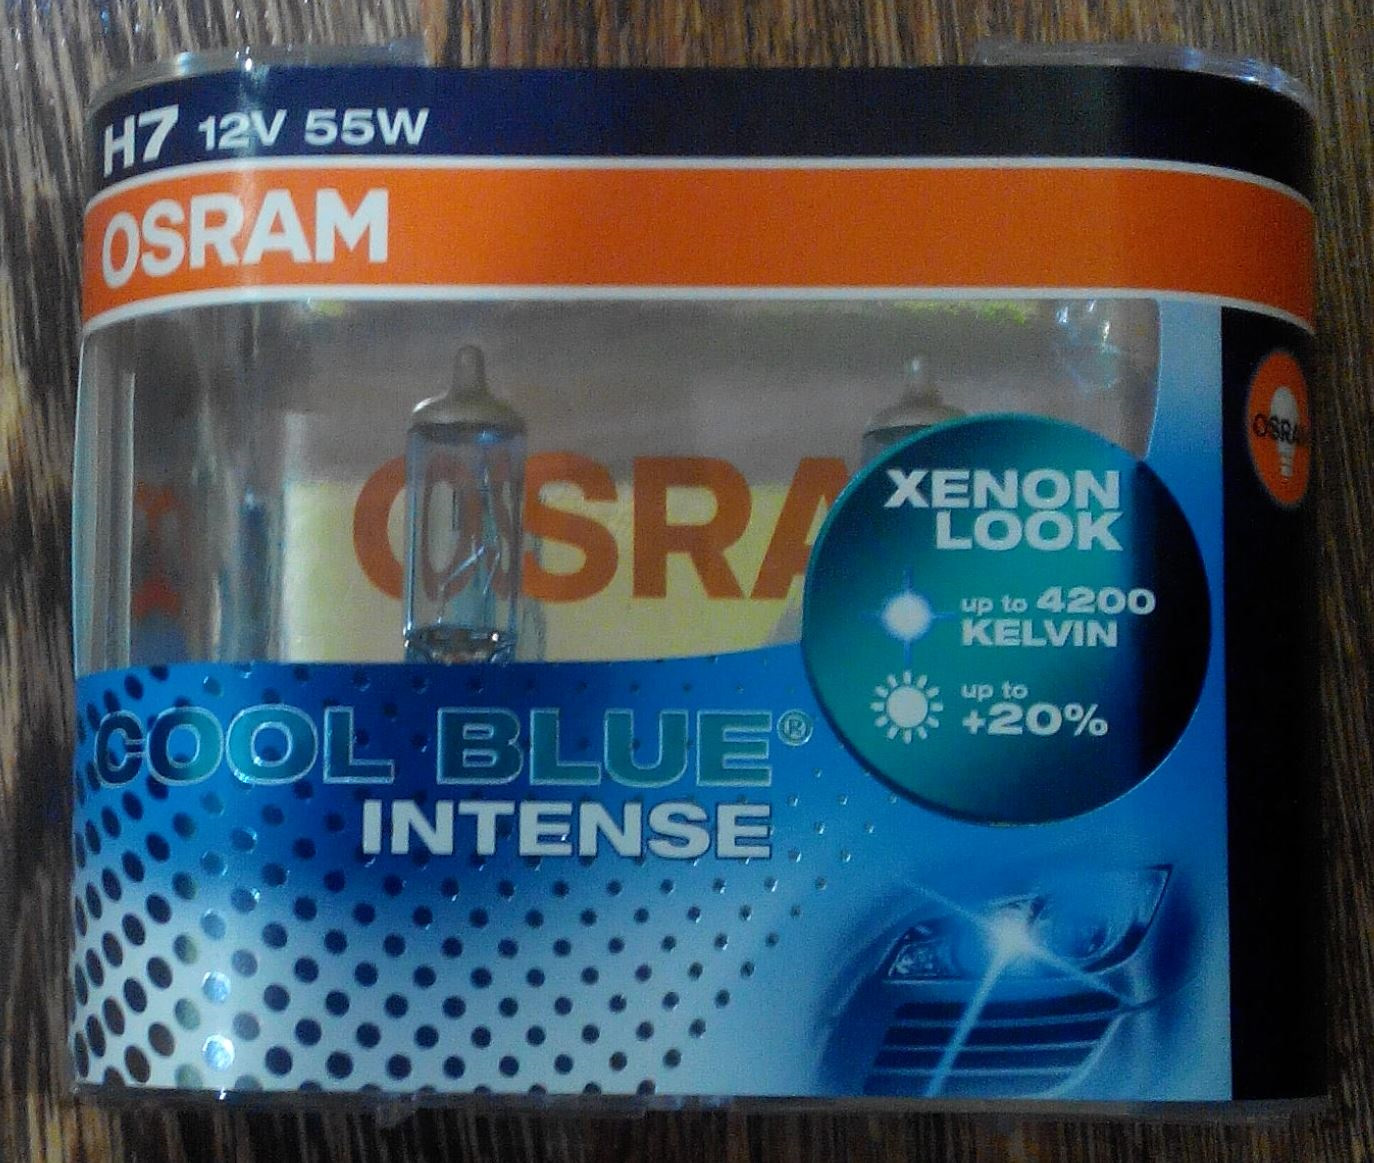 H7 12V 55W
OSRAM
OSRA
XENON
LOOK
up to 4200
KELVIN
up to
+20%
COOL BLUE®
INTENSE
OSRAM